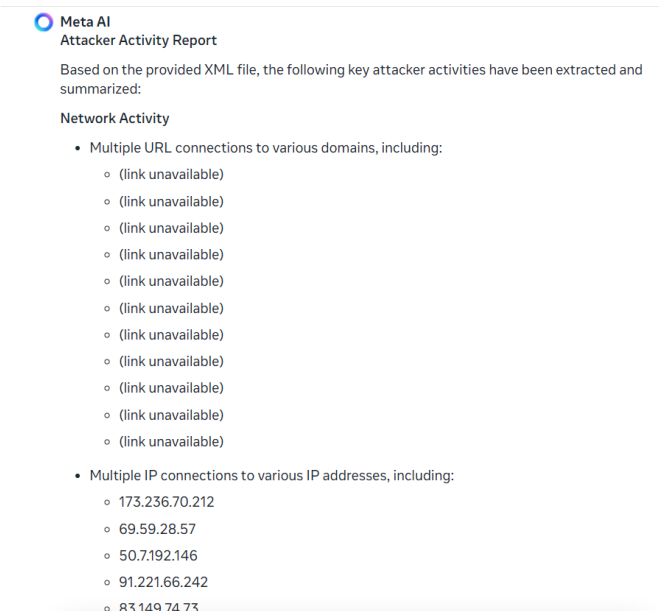 Meta AI
Attacker Activity Report
Based on the provided XML file, the following key attacker activities have been extracted and
summarized:
Network Activity
• Multiple URL connections to various domains, including:
◦ (link unavailable)
◦ (link unavailable)
◦ (link unavailable)
◦ (link unavailable)
◦ (link unavailable)
◦ (link unavailable)
◦ (link unavailable)
◦ (link unavailable)
◦ (link unavailable)
◦ (link unavailable)
◦ (link unavailable)
• Multiple IP connections to various IP addresses, including:
◦ 173.236.70.212
◦ 69.59.28.57
◦ 50.7.192.146
◦ 91.221.66.242
◦ 83.149.74.73